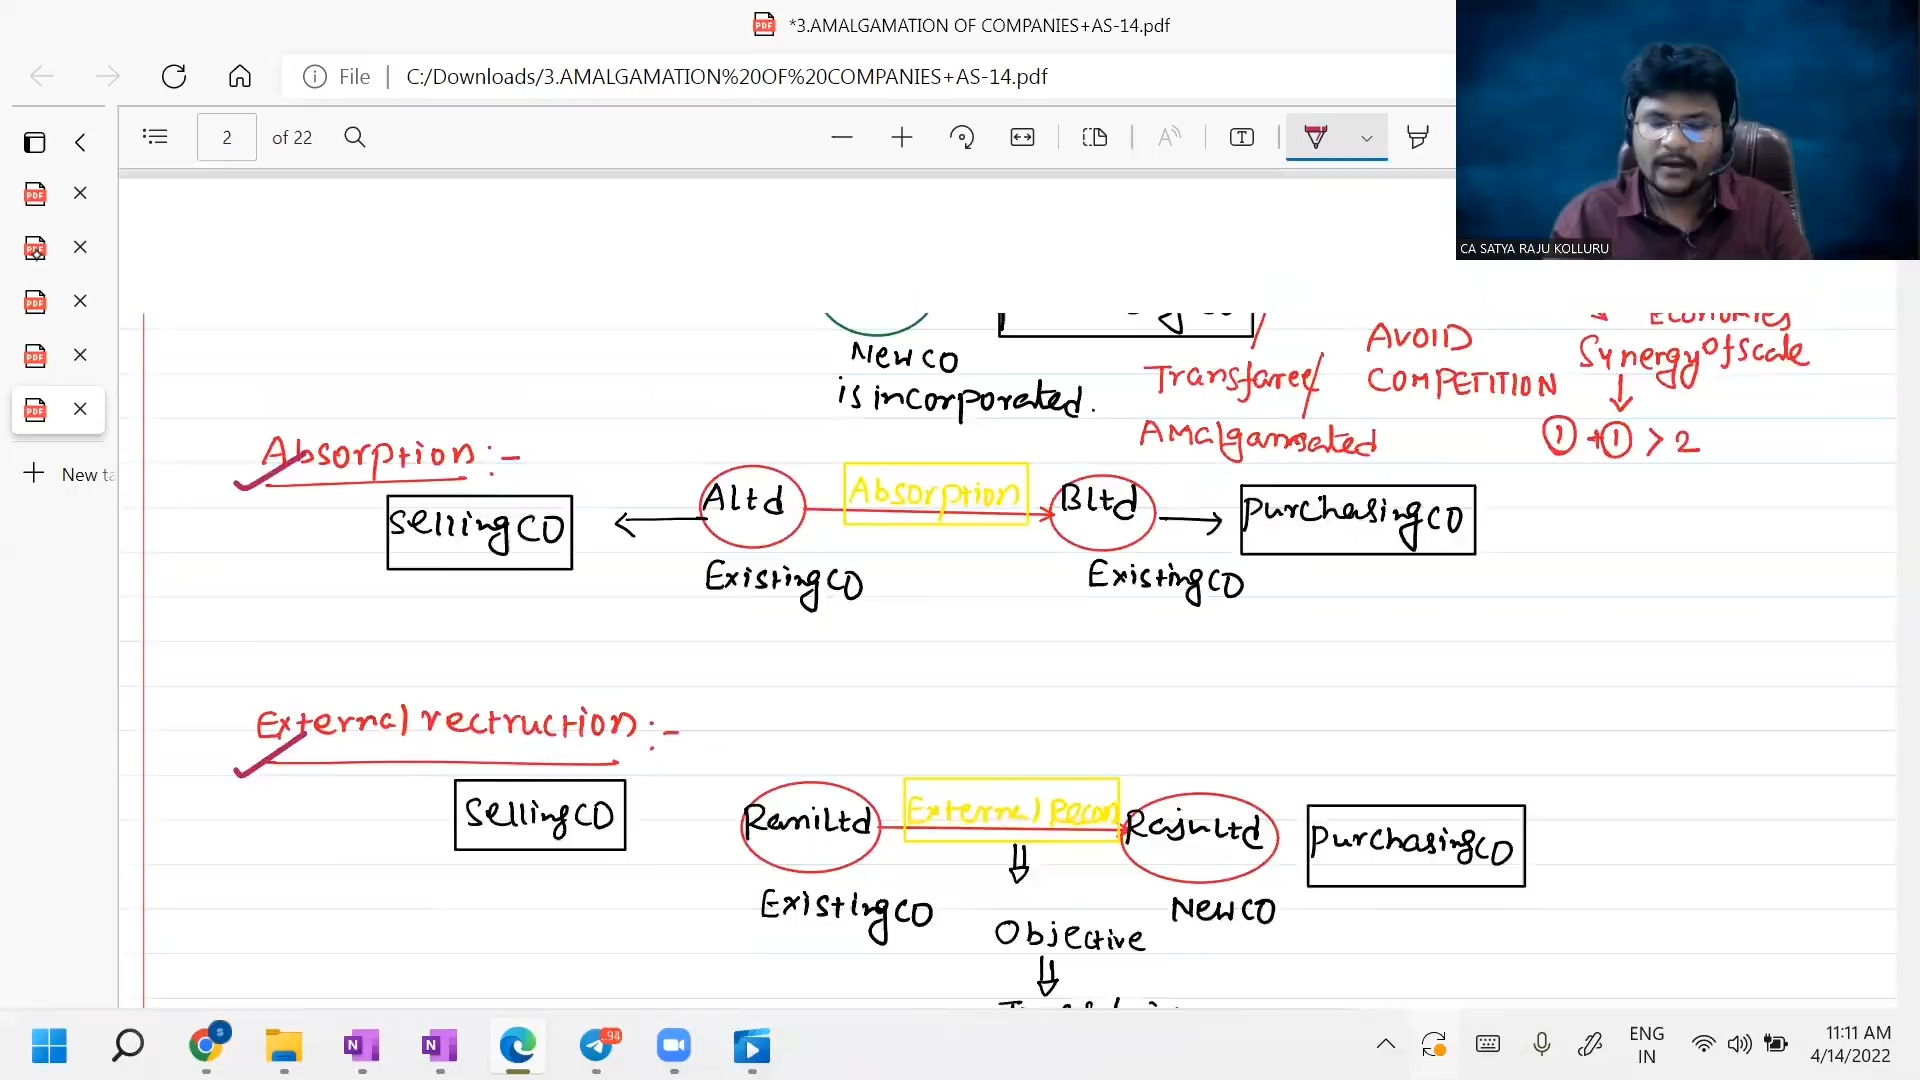 *3.AMALGAMATION OF COMPANIES+AS-14.pdf
File | C:/Downloads/3.AMALGAMATION%20OF%20COMPANIES+AS-14.pdf
2 of 22
New ta
CA SATYA RAJU KOLLURU
New CO
is incorporated.
Transfaree/
Amalgamated
AVOID
COMPETITION
Economies
Synergy of scale
1 + 1 > 2
Absorption :-
Selling CO
A Ltd
Absorption
B Ltd
purchasing CO
Existing CO
Existing CO
External rectruction :-
Selling CO
Rami Ltd
External Recon
Raju Ltd
purchasing CO
Existing CO
New CO
Objective
..94
ENG
IN
11:11 AM
4/14/2022